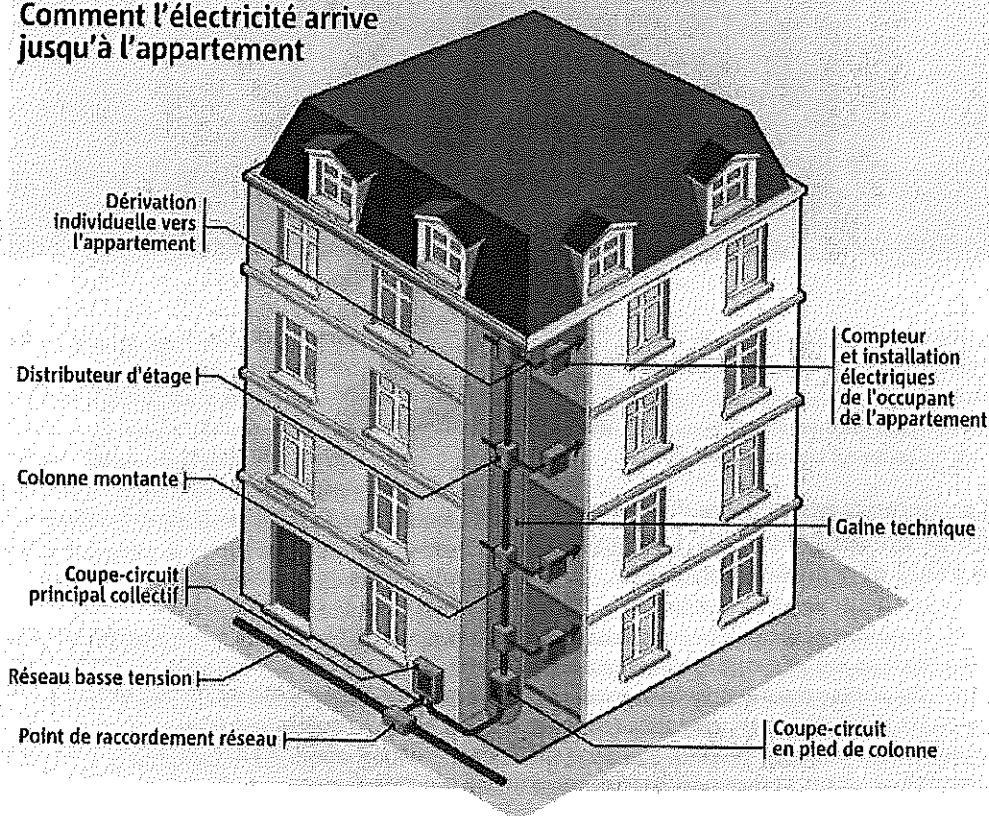 Comment l'électricité arrive
jusqu'à l'appartement
Dérivation
individuelle vers
l'appartement
Distributeur d'étage
Colonne montante
Coupe-circuit
principal collectif
Réseau basse tension
Point de raccordement réseau
Compteur
et installation
électriques
de l'occupant
de l'appartement
Gaine technique
Coupe-circuit
en pied de colonne